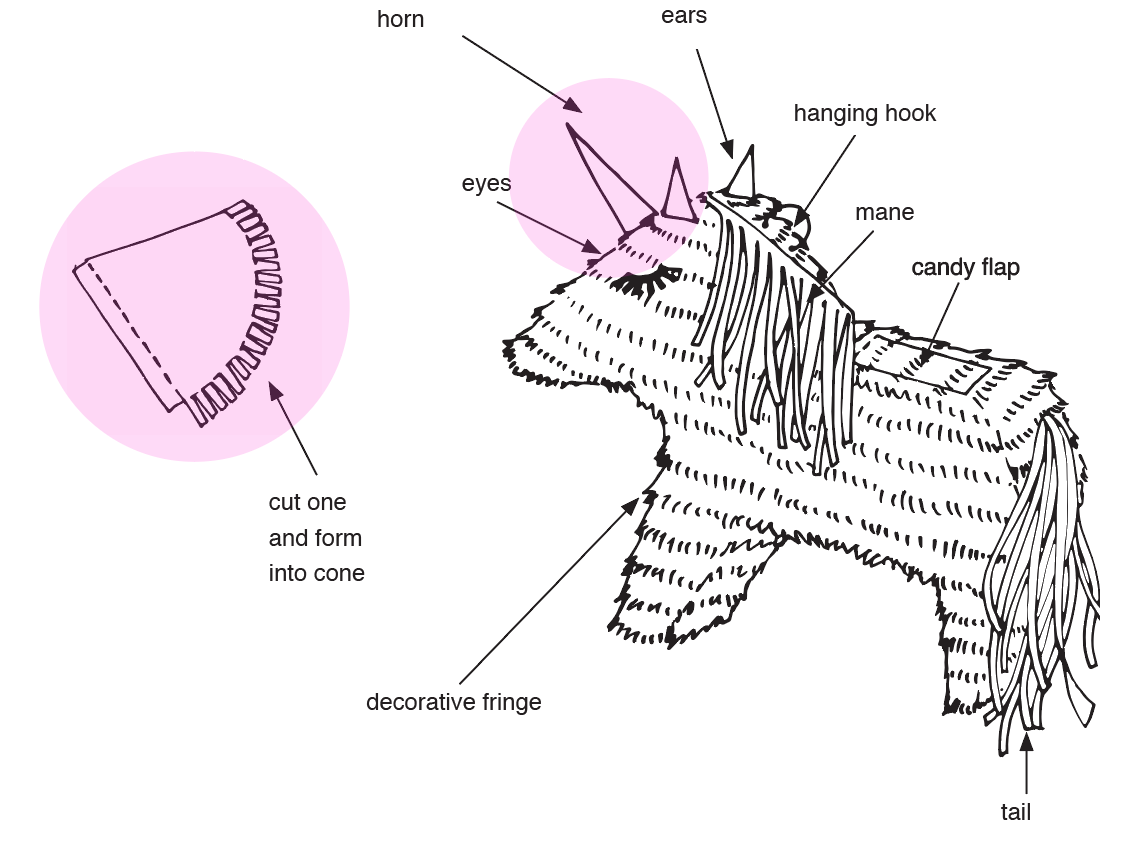 horn
ears
hanging hook
eyes
mane
candy flap
cut one
and form
into cone
decorative fringe
tail